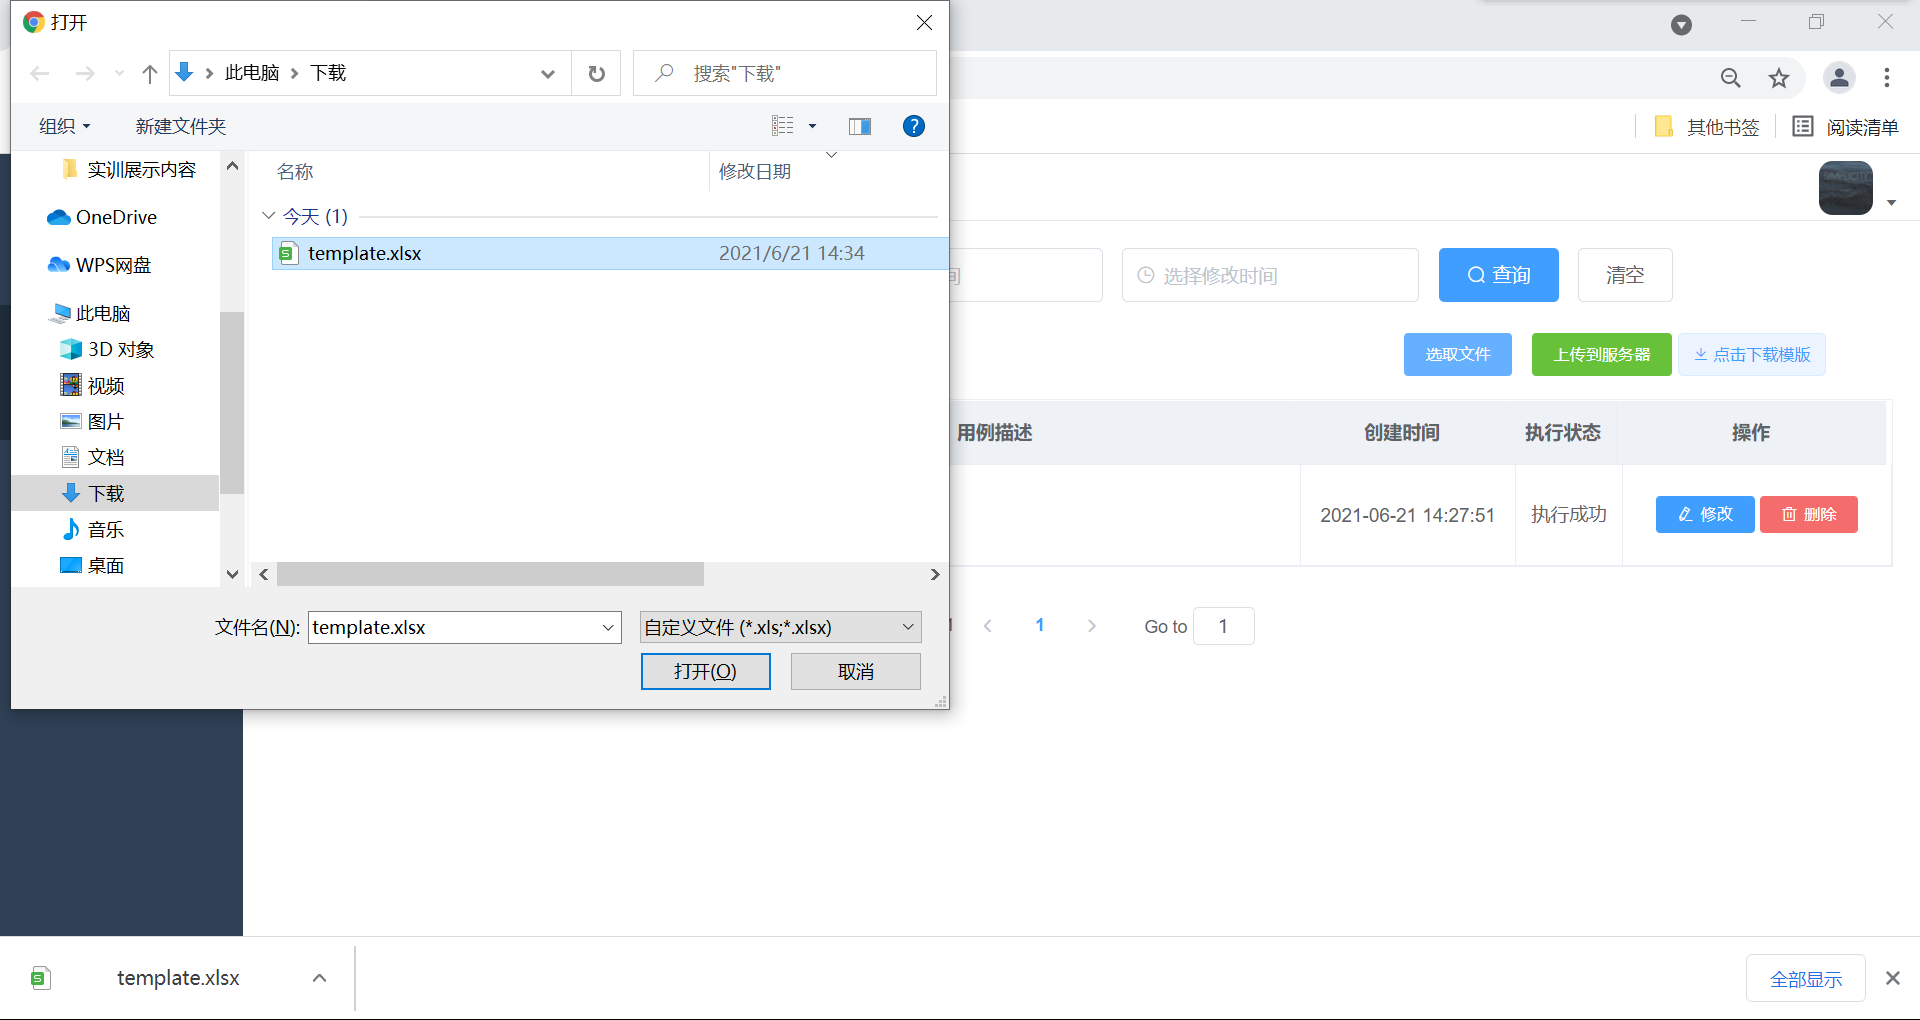 打开
此电脑 下载
搜索"下载"
组织 新建文件夹
其他书签 阅读清单
名称 修改日期
实训展示内容
OneDrive
WPS网盘
此电脑
3D 对象
视频
图片
文档
下载
音乐
桌面
今天 (1)
template.xlsx 2021/6/21 14:34
文件名(N): template.xlsx 自定义文件 (*.xls;*.xlsx)
打开(O) 取消
间 选择修改时间 查询 清空
选取文件 上传到服务器 点击下载模版
用例描述 创建时间 执行状态 操作
2021-06-21 14:27:51 执行成功 修改 删除
1 Go to 1
template.xlsx 全部显示